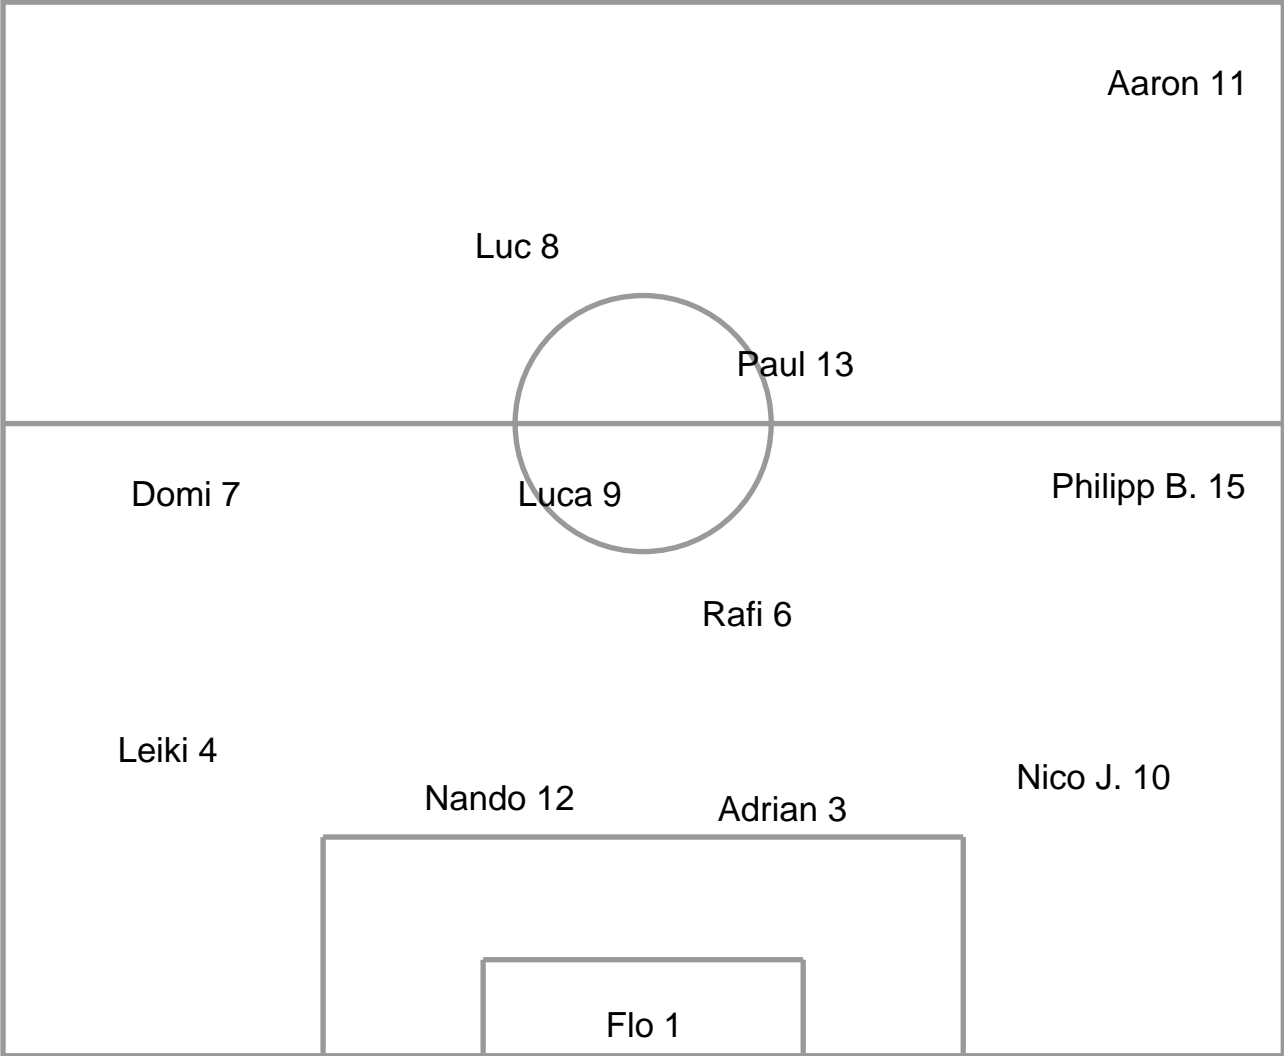 Aaron 11
Luc 8
Paul 13
Domi 7
Luca 9
Philipp B. 15
Rafi 6
Leiki 4
Nando 12
Adrian 3
Nico J. 10
Flo 1